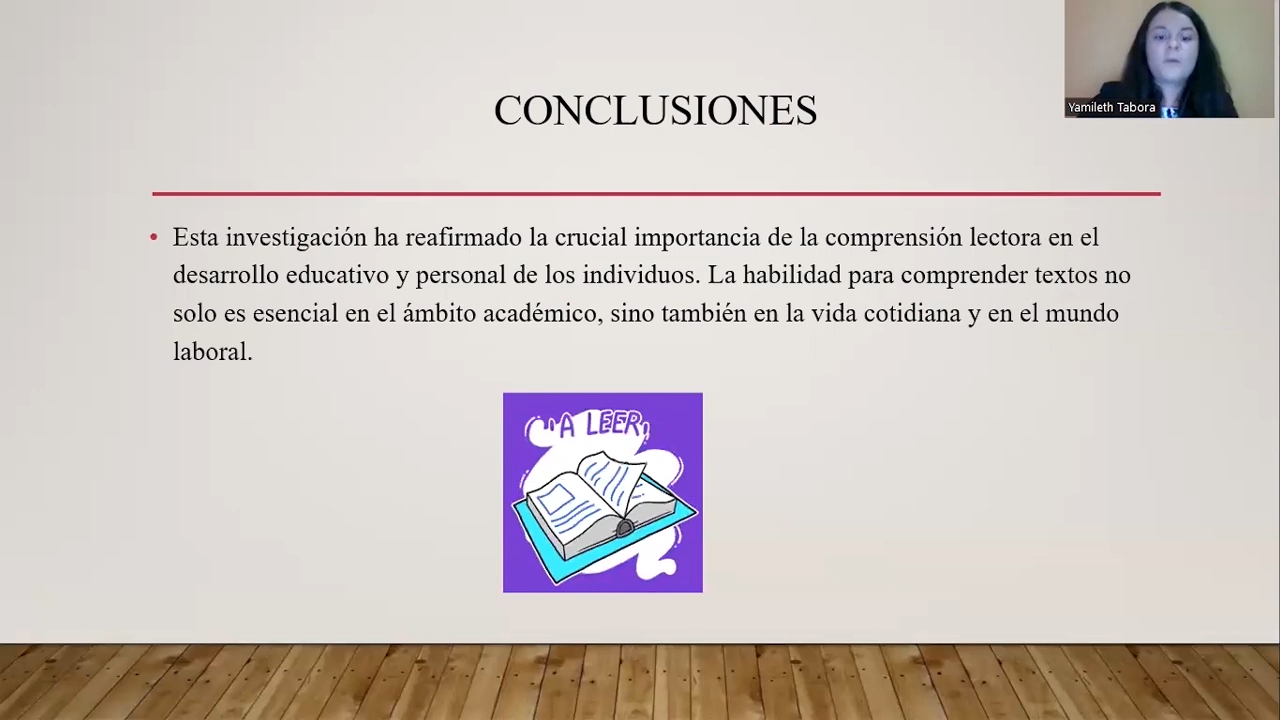 CONCLUSIONES
Yamileth Tabora
• Esta investigación ha reafirmado la crucial importancia de la comprensión lectora en el
desarrollo educativo y personal de los individuos. La habilidad para comprender textos no
solo es esencial en el ámbito académico, sino también en la vida cotidiana y en el mundo
laboral.
A LEER